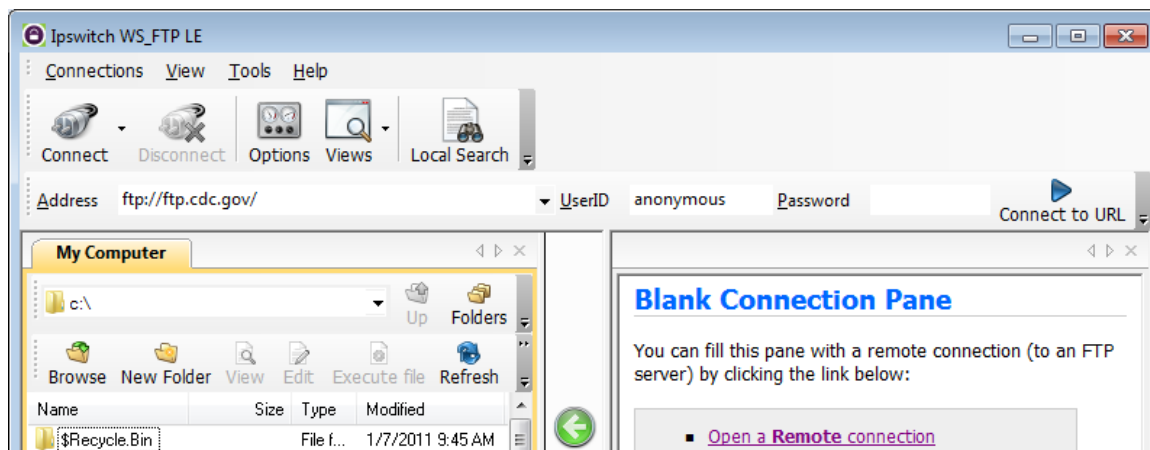 Ipswitch WS_FTP LE
Connections View Tools Help
Connect Disconnect Options Views Local Search
Address ftp://ftp.cdc.gov/ UserID anonymous Password Connect to URL
My Computer
c:\ Up Folders
Browse New Folder View Edit Execute file Refresh
Name Size Type Modified
$Recycle.Bin File f... 1/7/2011 9:45 AM
Blank Connection Pane
You can fill this pane with a remote connection (to an FTP
server) by clicking the link below:
▪ Open a Remote connection